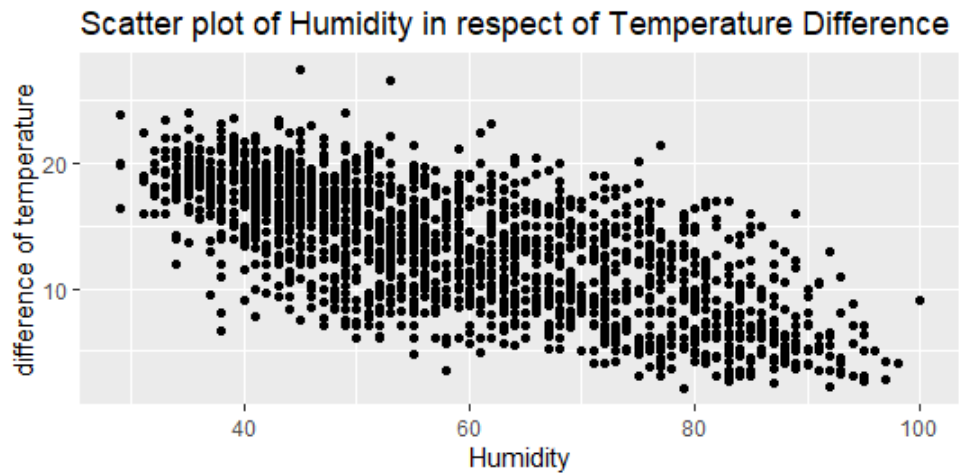 Scatter plot of Humidity in respect of Temperature Difference
difference of temperature
20
10
40 60 80 100
Humidity